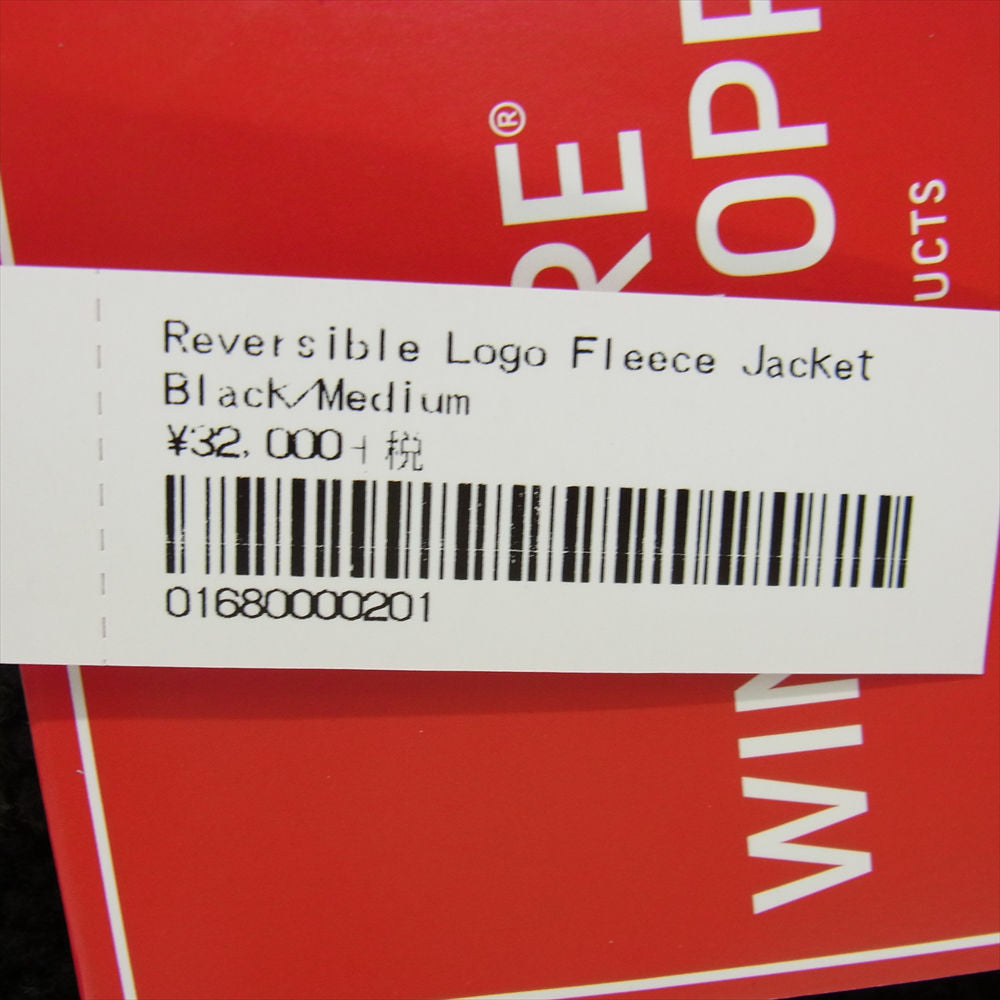 Reversible Logo Fleece Jacket
Black/Medium
¥32,000+税
01680000201